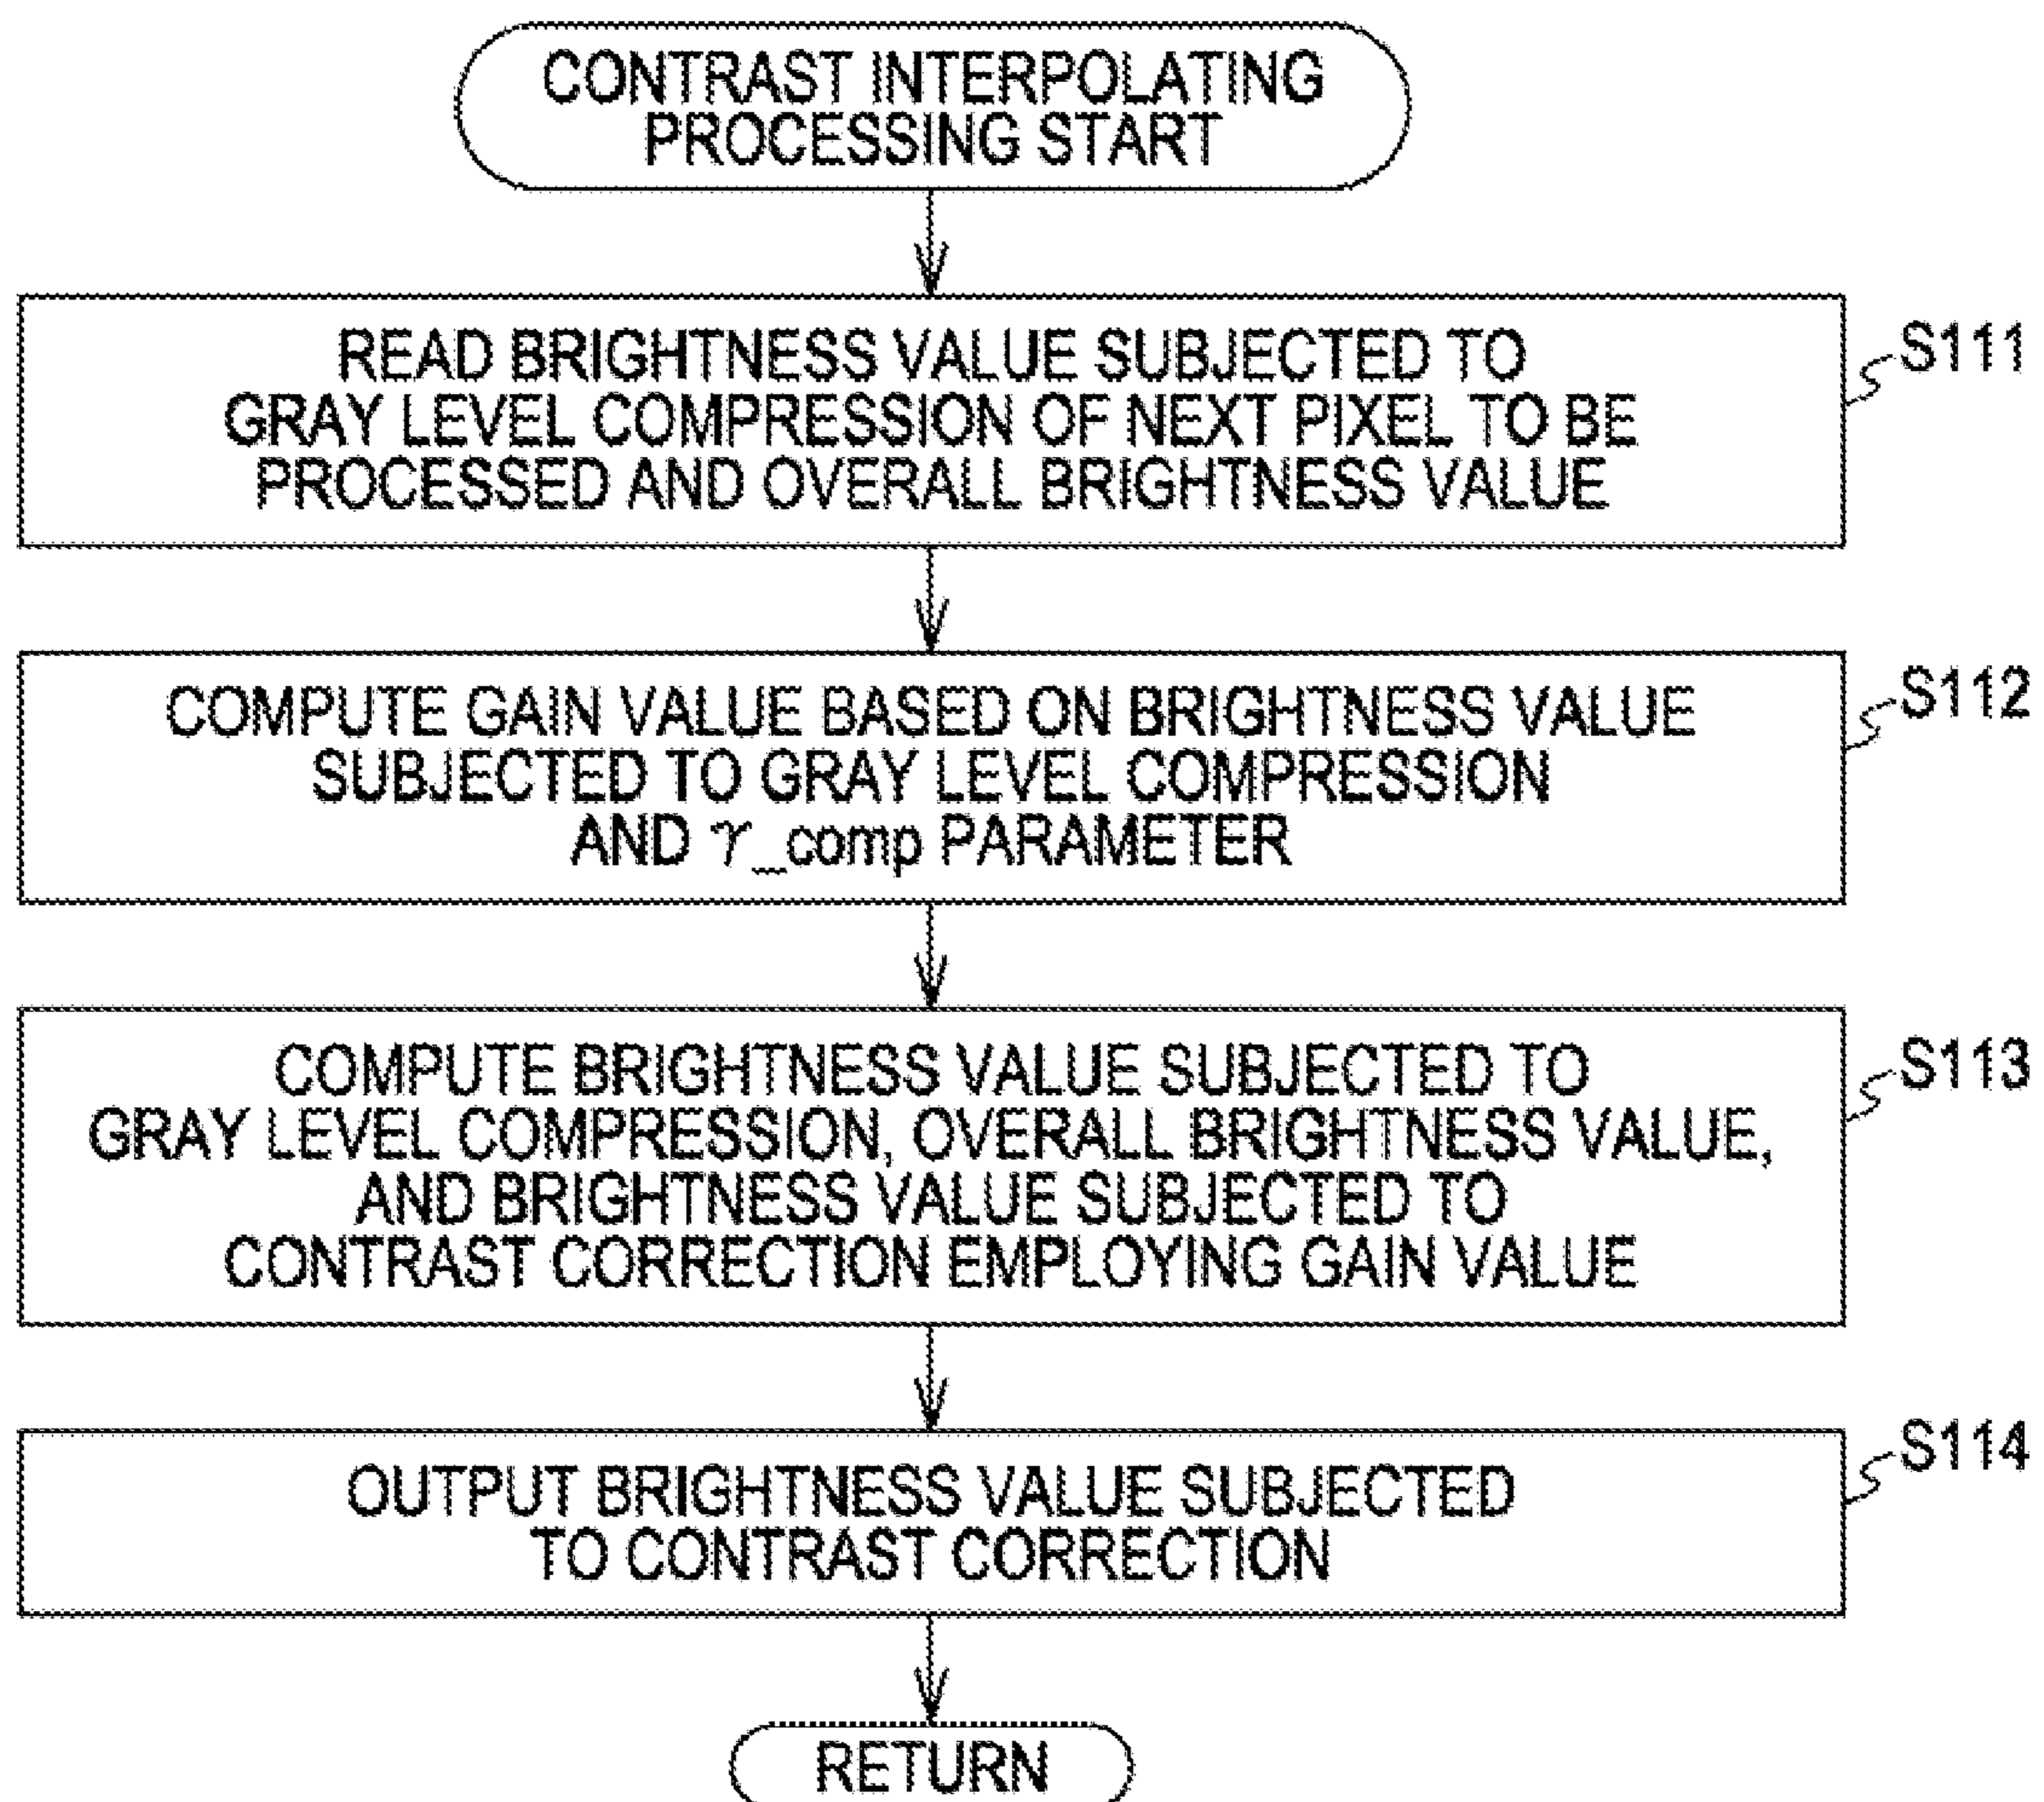 CONTRAST INTERPOLATING
PROCESSING START
READ BRIGHTNESS VALUE SUBJECTED TO
GRAY LEVEL COMPRESSION OF NEXT PIXEL TO BE
PROCESSED AND OVERALL BRIGHTNESS VALUE
S111
COMPUTE GAIN VALUE BASED ON BRIGHTNESS VALUE
SUBJECTED TO GRAY LEVEL COMPRESSION
AND γ_comp PARAMETER
S112
COMPUTE BRIGHTNESS VALUE SUBJECTED TO
GRAY LEVEL COMPRESSION, OVERALL BRIGHTNESS VALUE,
AND BRIGHTNESS VALUE SUBJECTED TO
CONTRAST CORRECTION EMPLOYING GAIN VALUE
S113
OUTPUT BRIGHTNESS VALUE SUBJECTED
TO CONTRAST CORRECTION
S114
RETURN